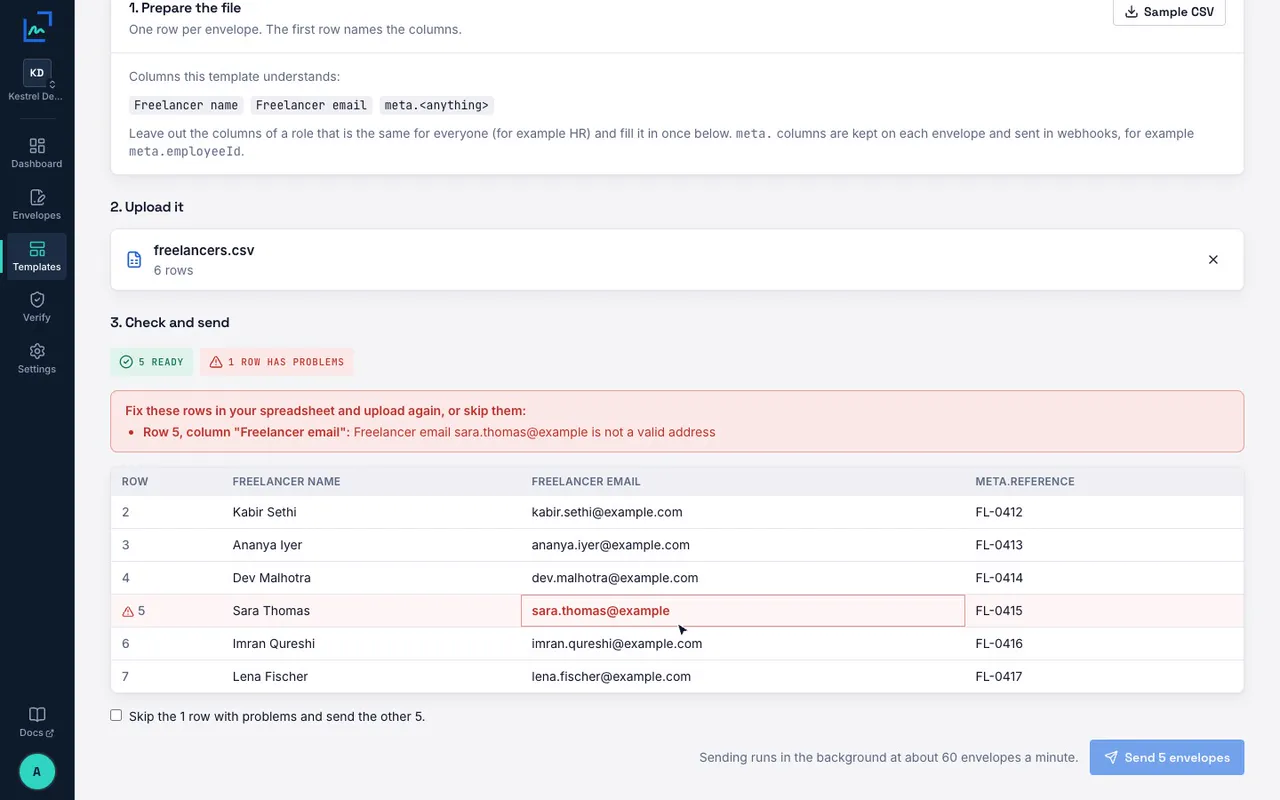 KD
Kestrel De...
Dashboard
Envelopes
Templates
Verify
Settings
Docs
A
1. Prepare the file
One row per envelope. The first row names the columns.
Sample CSV
Columns this template understands:
Freelancer name Freelancer email meta.<anything>
Leave out the columns of a role that is the same for everyone (for example HR) and fill it in once below. meta. columns are kept on each envelope and sent in webhooks, for example
meta.employeeId.
2. Upload it
freelancers.csv
6 rows
3. Check and send
5 READY 1 ROW HAS PROBLEMS
Fix these rows in your spreadsheet and upload again, or skip them:
• Row 5, column "Freelancer email": Freelancer email sara.thomas@example is not a valid address
ROW FREELANCER NAME FREELANCER EMAIL META.REFERENCE
2 Kabir Sethi kabir.sethi@example.com FL-0412
3 Ananya Iyer ananya.iyer@example.com FL-0413
4 Dev Malhotra dev.malhotra@example.com FL-0414
5 Sara Thomas sara.thomas@example FL-0415
6 Imran Qureshi imran.qureshi@example.com FL-0416
7 Lena Fischer lena.fischer@example.com FL-0417
Skip the 1 row with problems and send the other 5.
Sending runs in the background at about 60 envelopes a minute. Send 5 envelopes